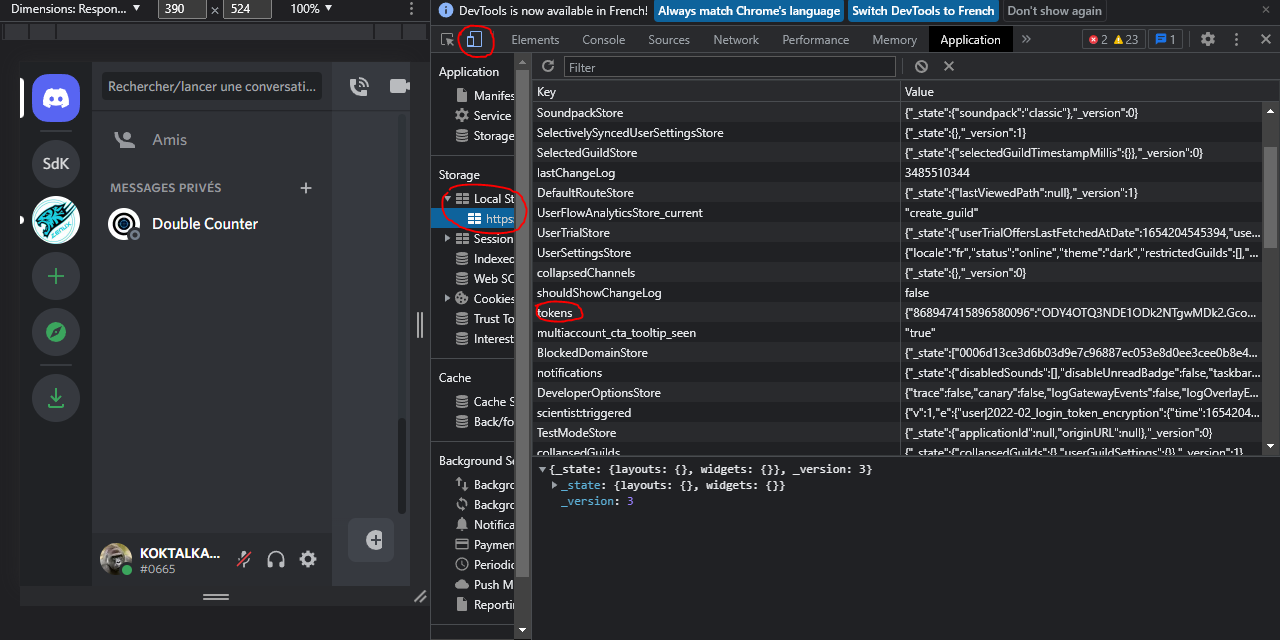 Dimensions: Respon... ▼ 390 × 524 100% ▼
DevTools is now available in French! Always match Chrome's language Switch DevTools to French Don't show again
Elements Console Sources Network Performance Memory Application » 2 23 1
Rechercher/lancer une conversati...
Amis
SdK
MESSAGES PRIVÉS +
Double Counter
KOKTALKA...
#0665
Application
Manifes
Service
Storage
Storage
Local St
https
Session
Indexed
Web SC
Cookies
Trust To
Interest
Cache
Cache S
Back/fo
Background Se
Backgro
Backgro
Notifica
Paymen
Periodic
Push M
Reporti
Filter
Key Value
SoundpackStore {"_state":{"soundpack":"classic"},"_version":0}
SelectivelySyncedUserSettingsStore {"_state":{},"_version":1}
SelectedGuildStore {"_state":{"selectedGuildTimestampMillis":{}},"_version":0}
lastChangeLog 3485510344
DefaultRouteStore {"_state":{"lastViewedPath":null},"_version":1}
UserFlowAnalyticsStore_current "create_guild"
UserTrialStore {"_state":{"userTrialOffersLastFetchedAtDate":1654204545394,"use...
UserSettingsStore {"locale":"fr","status":"online","theme":"dark","restrictedGuilds":[],"...
collapsedChannels {"_state":{},"_version":0}
shouldShowChangeLog false
tokens {"868947415896580096":"ODY4OTQ3NDE1ODk2NTgwMDk2.Gco...
multiaccount_cta_tooltip_seen "true"
BlockedDomainStore {"_state":["0006d13ce3d6b03d9e7c96887ec053e8d0ee3cee0b8e4...
notifications {"_state":{"disabledSounds":[],"disableUnreadBadge":false,"taskbar...
DeveloperOptionsStore {"trace":false,"canary":false,"logGatewayEvents":false,"logOverlayE...
scientist:triggered {"v":1,"e":{"user|2022-02_login_token_encryption":{"time":1654204...
TestModeStore {"_state":{"applicationId":null,"originURL":null},"_version":0}
collapsedGuilds {"_state":{"collapsedGuilds":{},"userGuildSettings":{}},"_version":1}
{_state: {layouts: {}, widgets: {}}, _version: 3}
_state: {layouts: {}, widgets: {}}
_version: 3